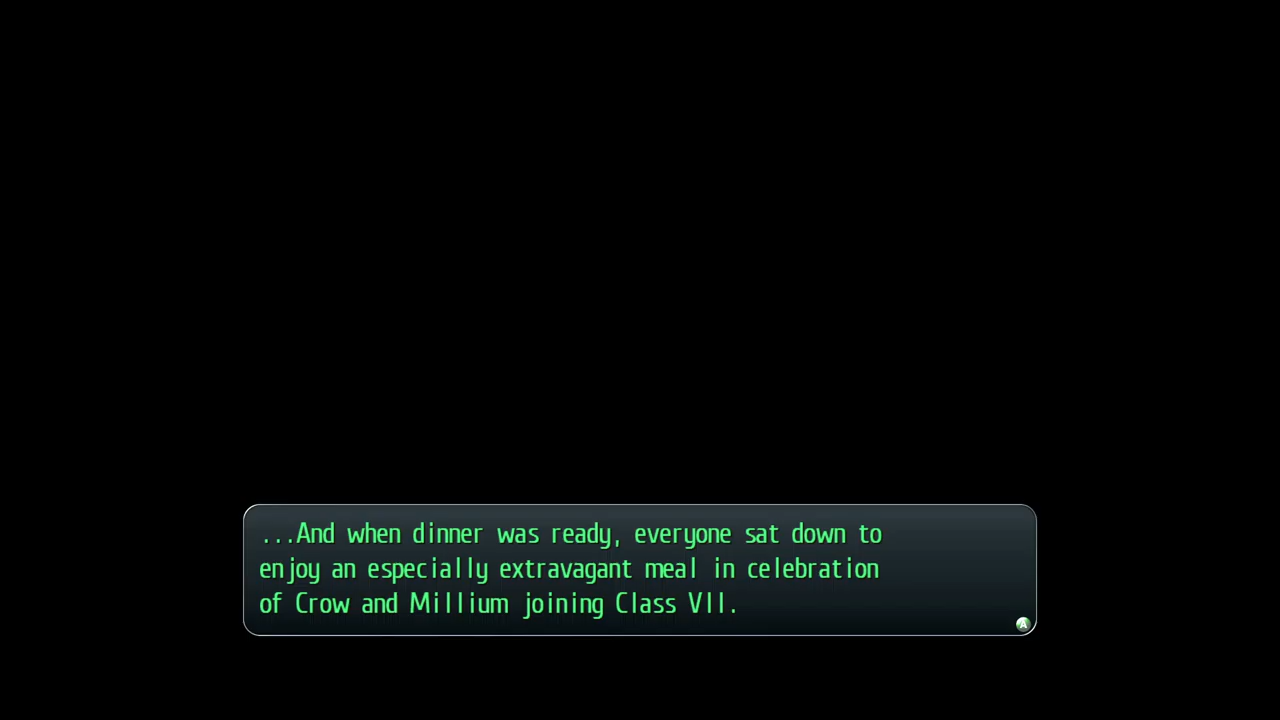 ...And when dinner was ready, everyone sat down to
enjoy an especially extravagant meal in celebration
of Crow and Millium joining Class VII.
A